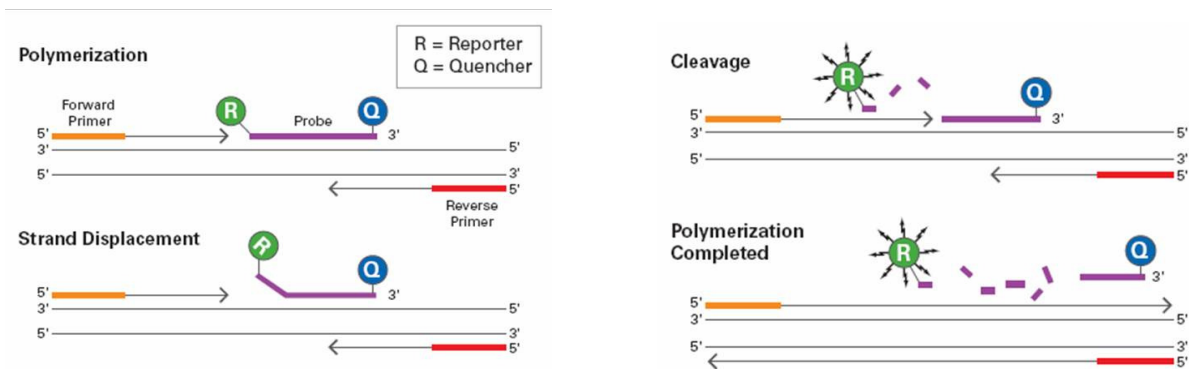 Polymerization
R = Reporter
Q = Quencher
Forward
Primer
R
Probe
Q
5'
3'
3'
5'
5'
3'
5'
Reverse
Primer
Strand Displacement
R
Q
5'
3'
3'
5'
5'
3'
5'
Cleavage
R
Q
5'
3'
3'
5'
5'
3'
5'
Polymerization
Completed
R
Q
3'
5'
3'
5'
5'
3'
5'